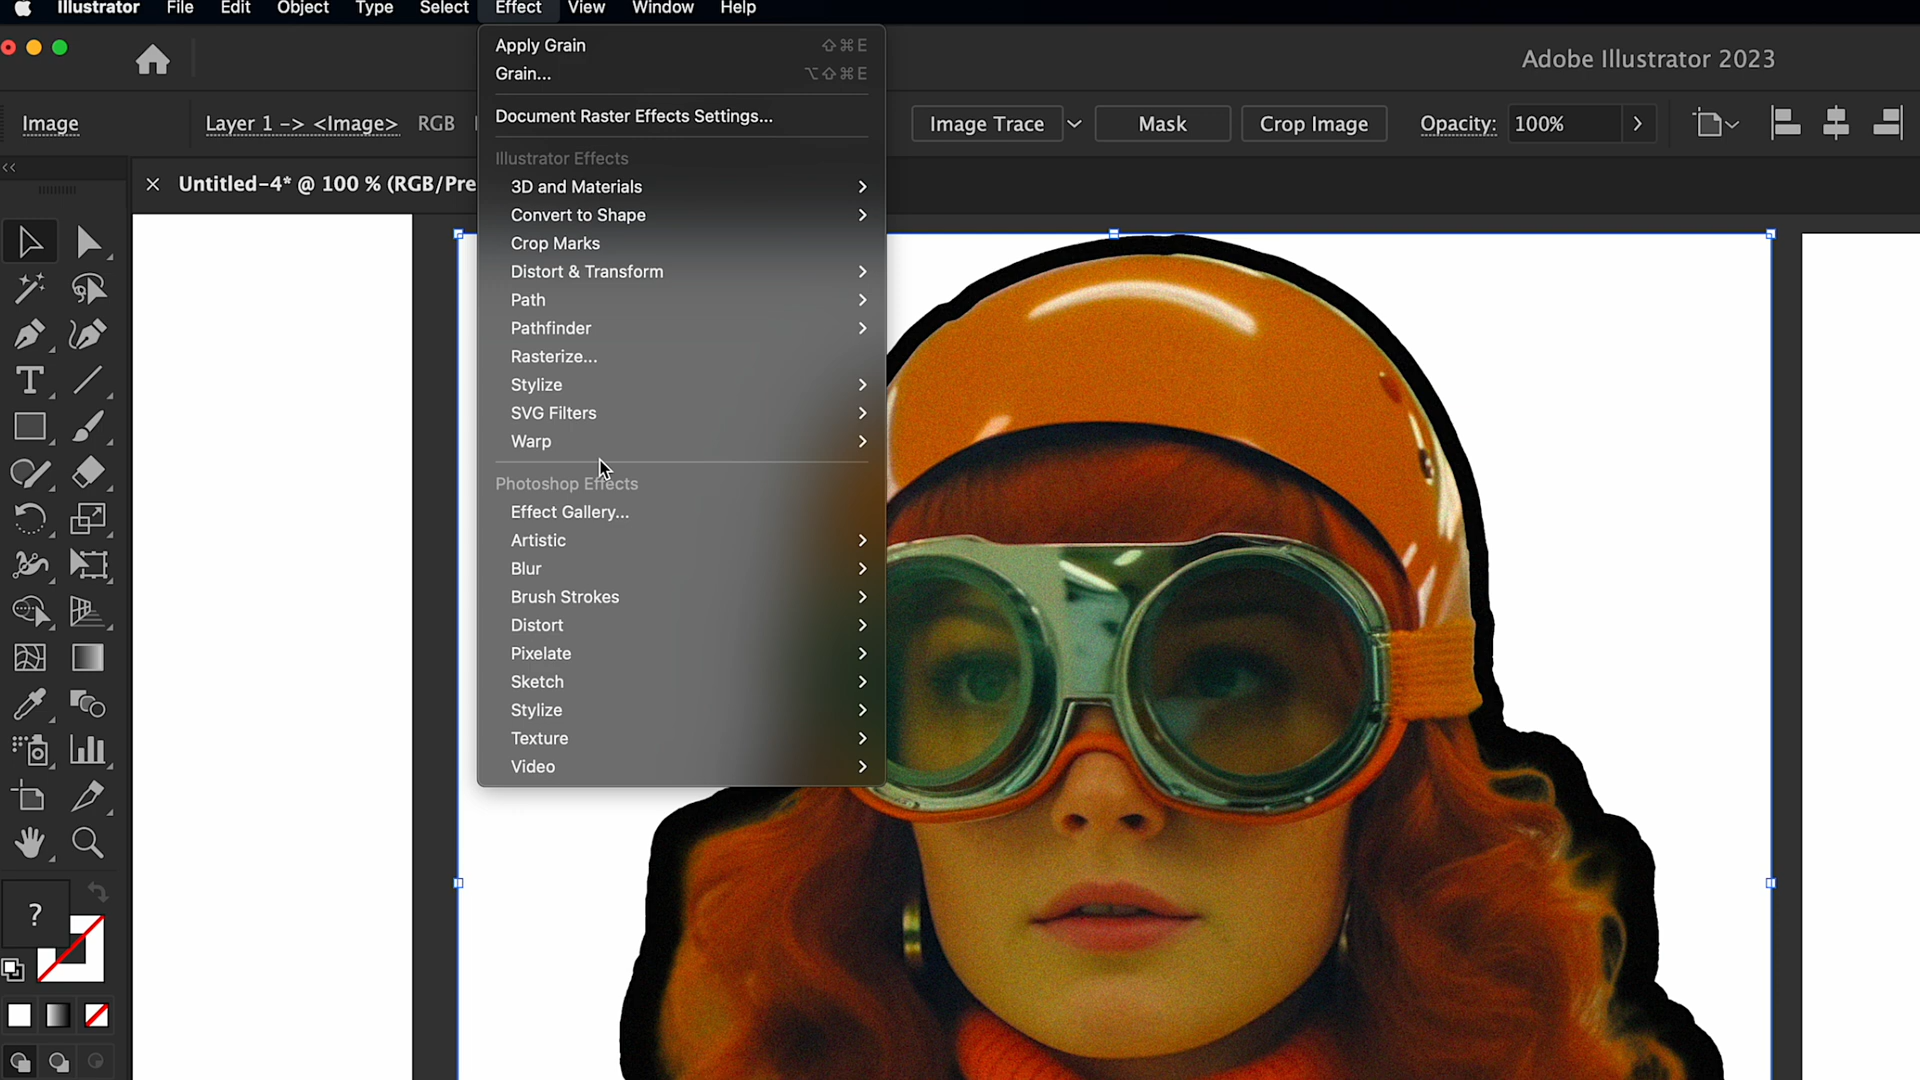 Illustrator File Edit Object Type Select Effect View Window Help
Adobe Illustrator 2023
Image Layer 1 -> <Image> RGB
Image Trace Mask Crop Image Opacity: 100%
× Untitled-4* @ 100 % (RGB/Pre
Apply Grain ⇧⌘E
Grain... ⌥⇧⌘E
Document Raster Effects Settings...
Illustrator Effects
3D and Materials
Convert to Shape
Crop Marks
Distort & Transform
Path
Pathfinder
Rasterize...
Stylize
SVG Filters
Warp
Photoshop Effects
Effect Gallery...
Artistic
Blur
Brush Strokes
Distort
Pixelate
Sketch
Stylize
Texture
Video
?